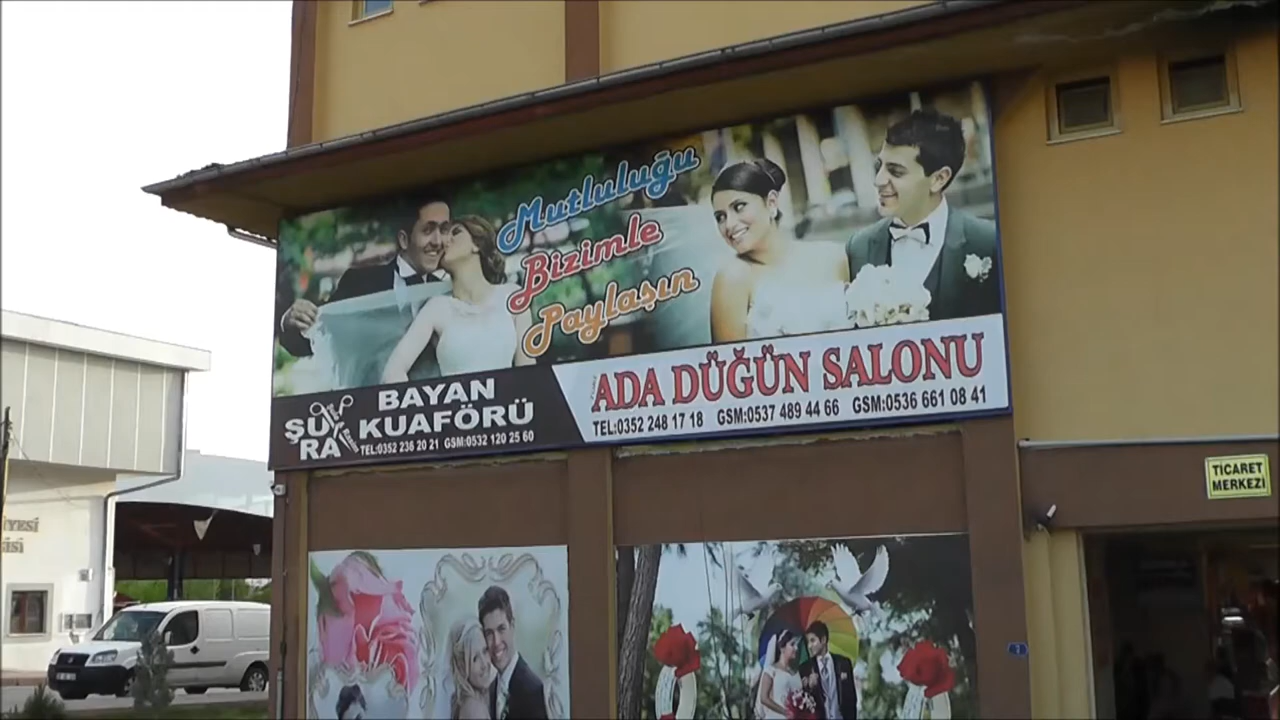 Mutluluğu
Bizimle
Paylaşın
ŞU
RA
BAYAN
KUAFÖRÜ
TEL:0352 236 20 21 GSM:0532 120 25 60
ADA DÜĞÜN SALONU
TEL:0352 248 17 18 GSM:0537 489 44 66 GSM:0536 661 08 41
TİCARET
MERKEZİ
İYESİ